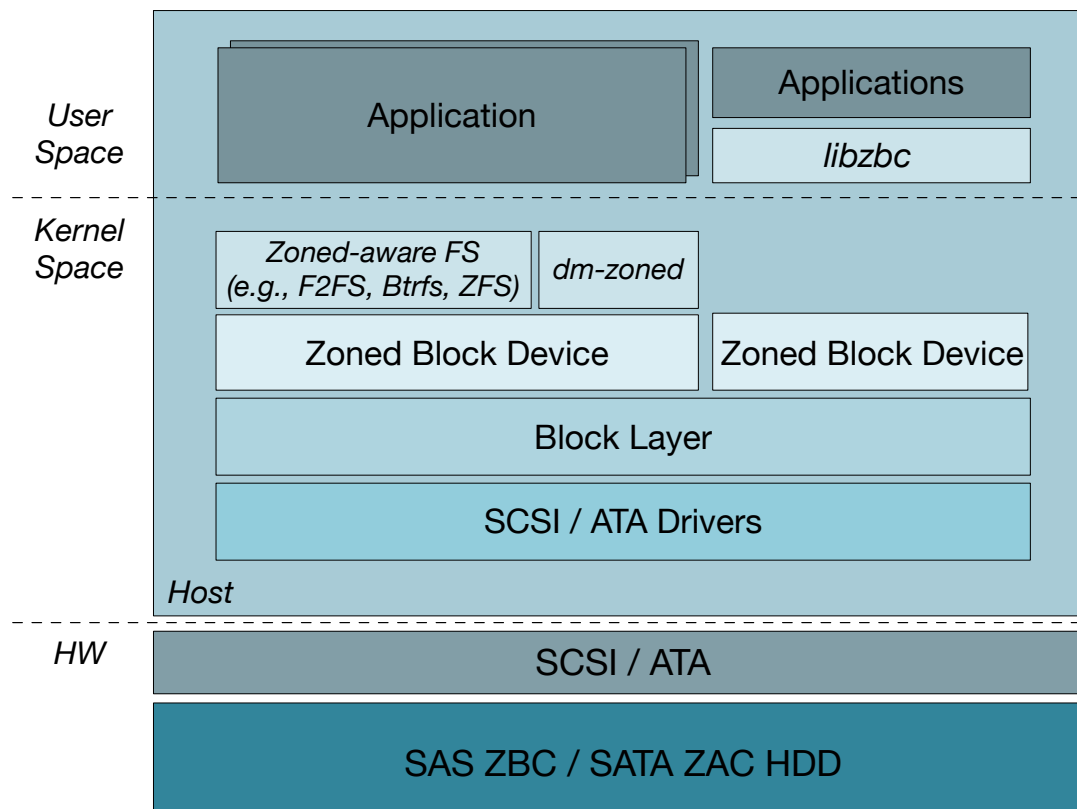 Application
Applications
User
Space
libzbc
Kernel
Space
Zoned-aware FS
(e.g., F2FS, Btrfs, ZFS)
dm-zoned
Zoned Block Device
Zoned Block Device
Block Layer
SCSI / ATA Drivers
Host
HW
SCSI / ATA
SAS ZBC / SATA ZAC HDD